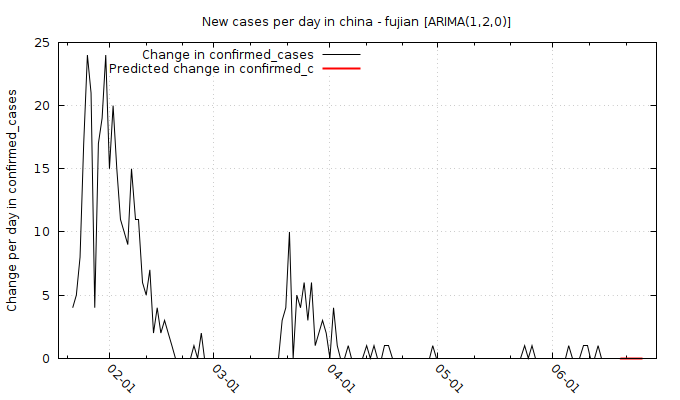 New cases per day in china - fujian [ARIMA(1,2,0)]
Change in confirmed_cases
Predicted change in confirmed_c
Change per day in confirmed_cases
25
20
15
10
5
0
02-01
03-01
04-01
05-01
06-01